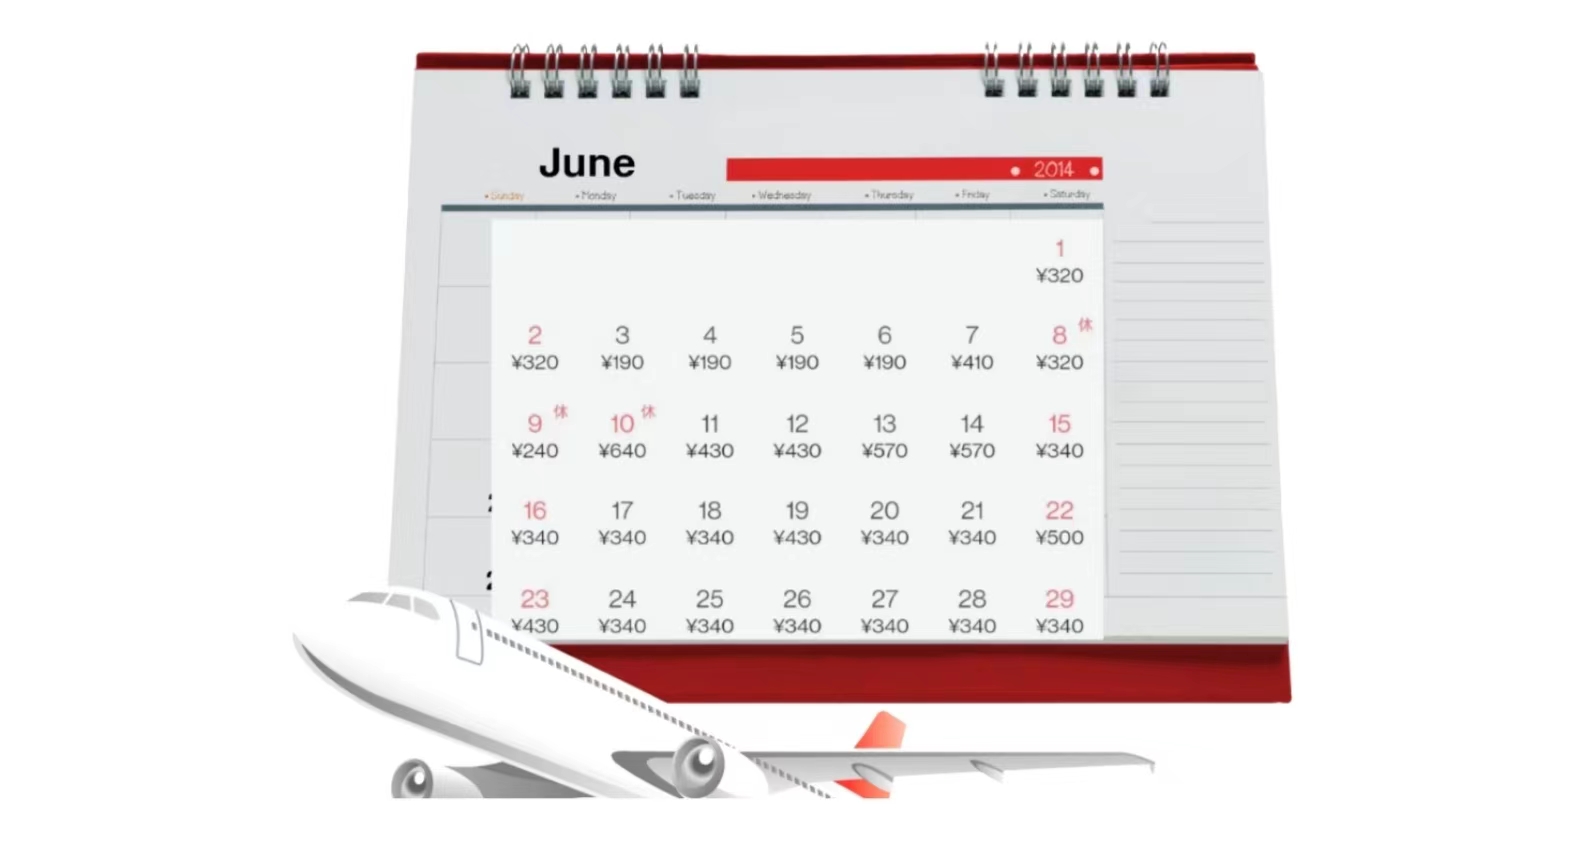 June
2014
Sunday Monday Tuesday Wednesday Thursday Friday Saturday
1
¥320
2 3 4 5 6 7 8 休
¥320 ¥190 ¥190 ¥190 ¥190 ¥410 ¥320
9 休 10 休 11 12 13 14 15
¥240 ¥640 ¥430 ¥430 ¥570 ¥570 ¥340
16 17 18 19 20 21 22
¥340 ¥340 ¥340 ¥430 ¥340 ¥340 ¥500
23 24 25 26 27 28 29
¥430 ¥340 ¥340 ¥340 ¥340 ¥340 ¥340